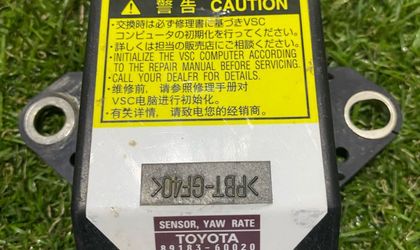 ⚠ 警告 CAUTION
・交換時は必ず修理書に基づきVSC
コンピュータの初期化を行ってください。
・詳しくは担当の販売店にご相談ください。
・INITIALIZE THE VSC COMPUTER ACCORDING
TO THE REPAIR MANUAL BEFORE SERVICING.
・CALL YOUR DEALER FOR DETAILS.
・维修前，请参照修理手册对
VSC电脑进行初始化。
・有关详情，请致电您的经销商。
>PBT-GF40<
SENSOR, YAW RATE
TOYOTA
89183-60020